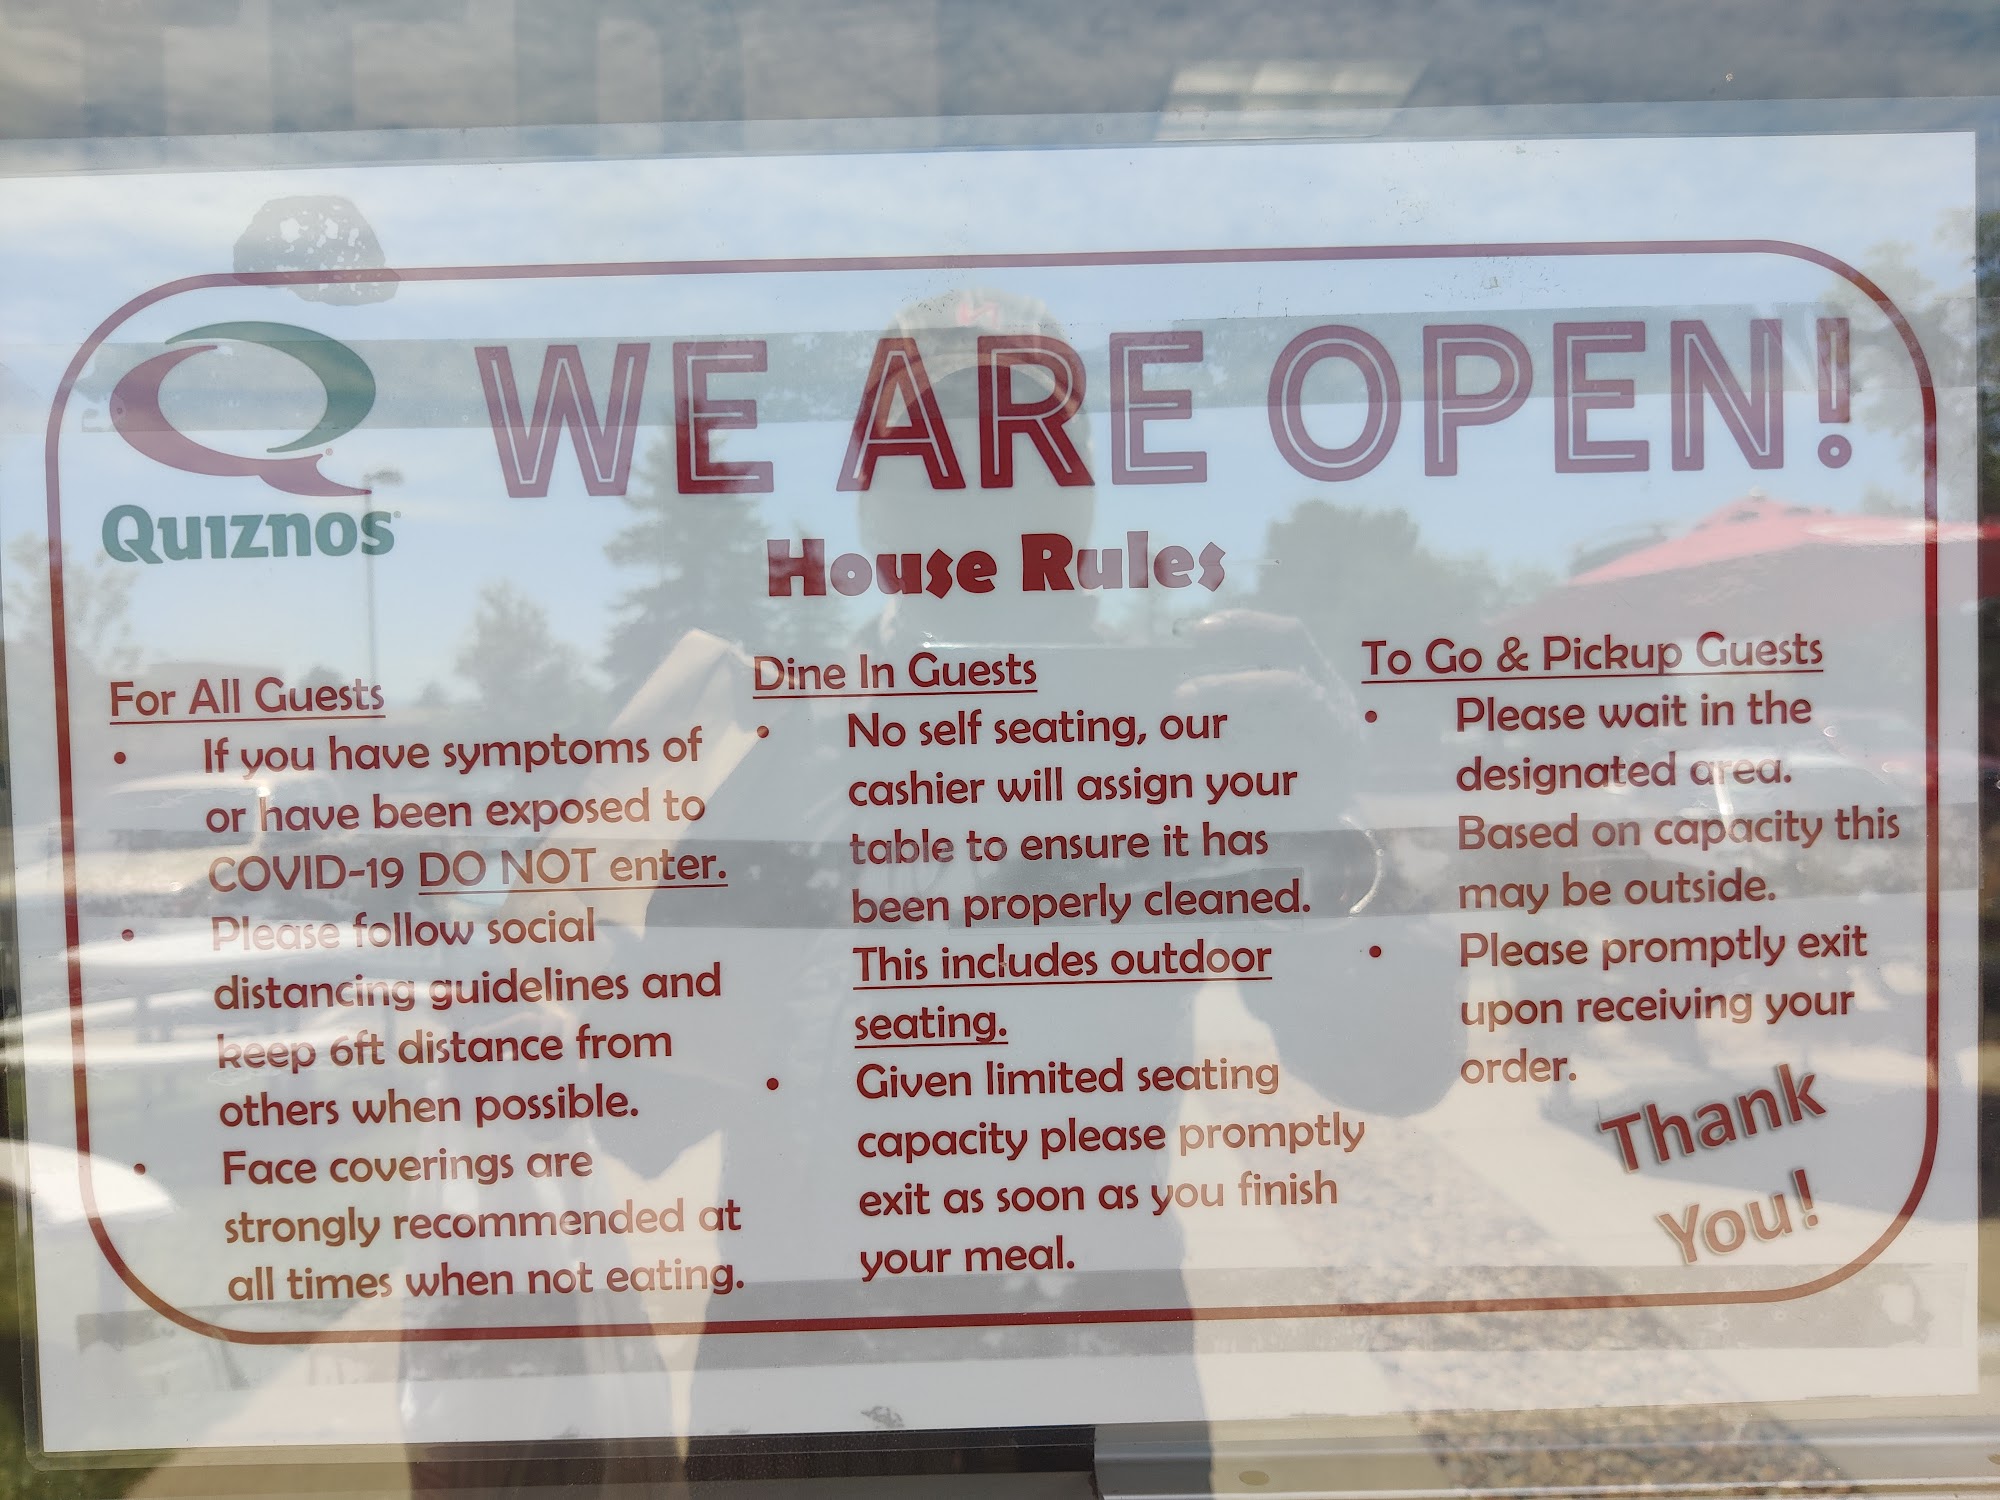 Quiznos
WE ARE OPEN!
House Rules
For All Guests
• If you have symptoms of
or have been exposed to
COVID-19 DO NOT enter.
• Please follow social
distancing guidelines and
keep 6ft distance from
others when possible.
• Face coverings are
strongly recommended at
all times when not eating.
Dine In Guests
• No self seating, our
cashier will assign your
table to ensure it has
been properly cleaned.
This includes outdoor
seating.
• Given limited seating
capacity please promptly
exit as soon as you finish
your meal.
To Go & Pickup Guests
• Please wait in the
designated area.
Based on capacity this
may be outside.
• Please promptly exit
upon receiving your
order.
Thank
You!